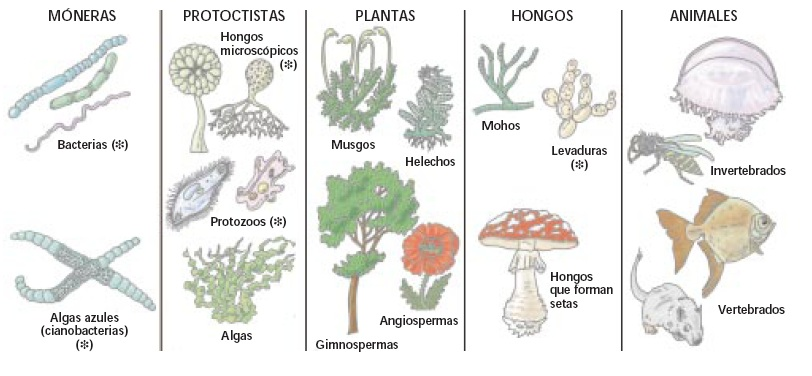 MÓNERAS
Bacterias (*)
Algas azules
(cianobacterias)
(*)
PROTOCTISTAS
Hongos
microscópicos
(*)
Protozoos (*)
Algas
PLANTAS
Musgos
Helechos
Angiospermas
Gimnospermas
HONGOS
Mohos
Levaduras
(*)
Hongos
que forman
setas
ANIMALES
Invertebrados
Vertebrados